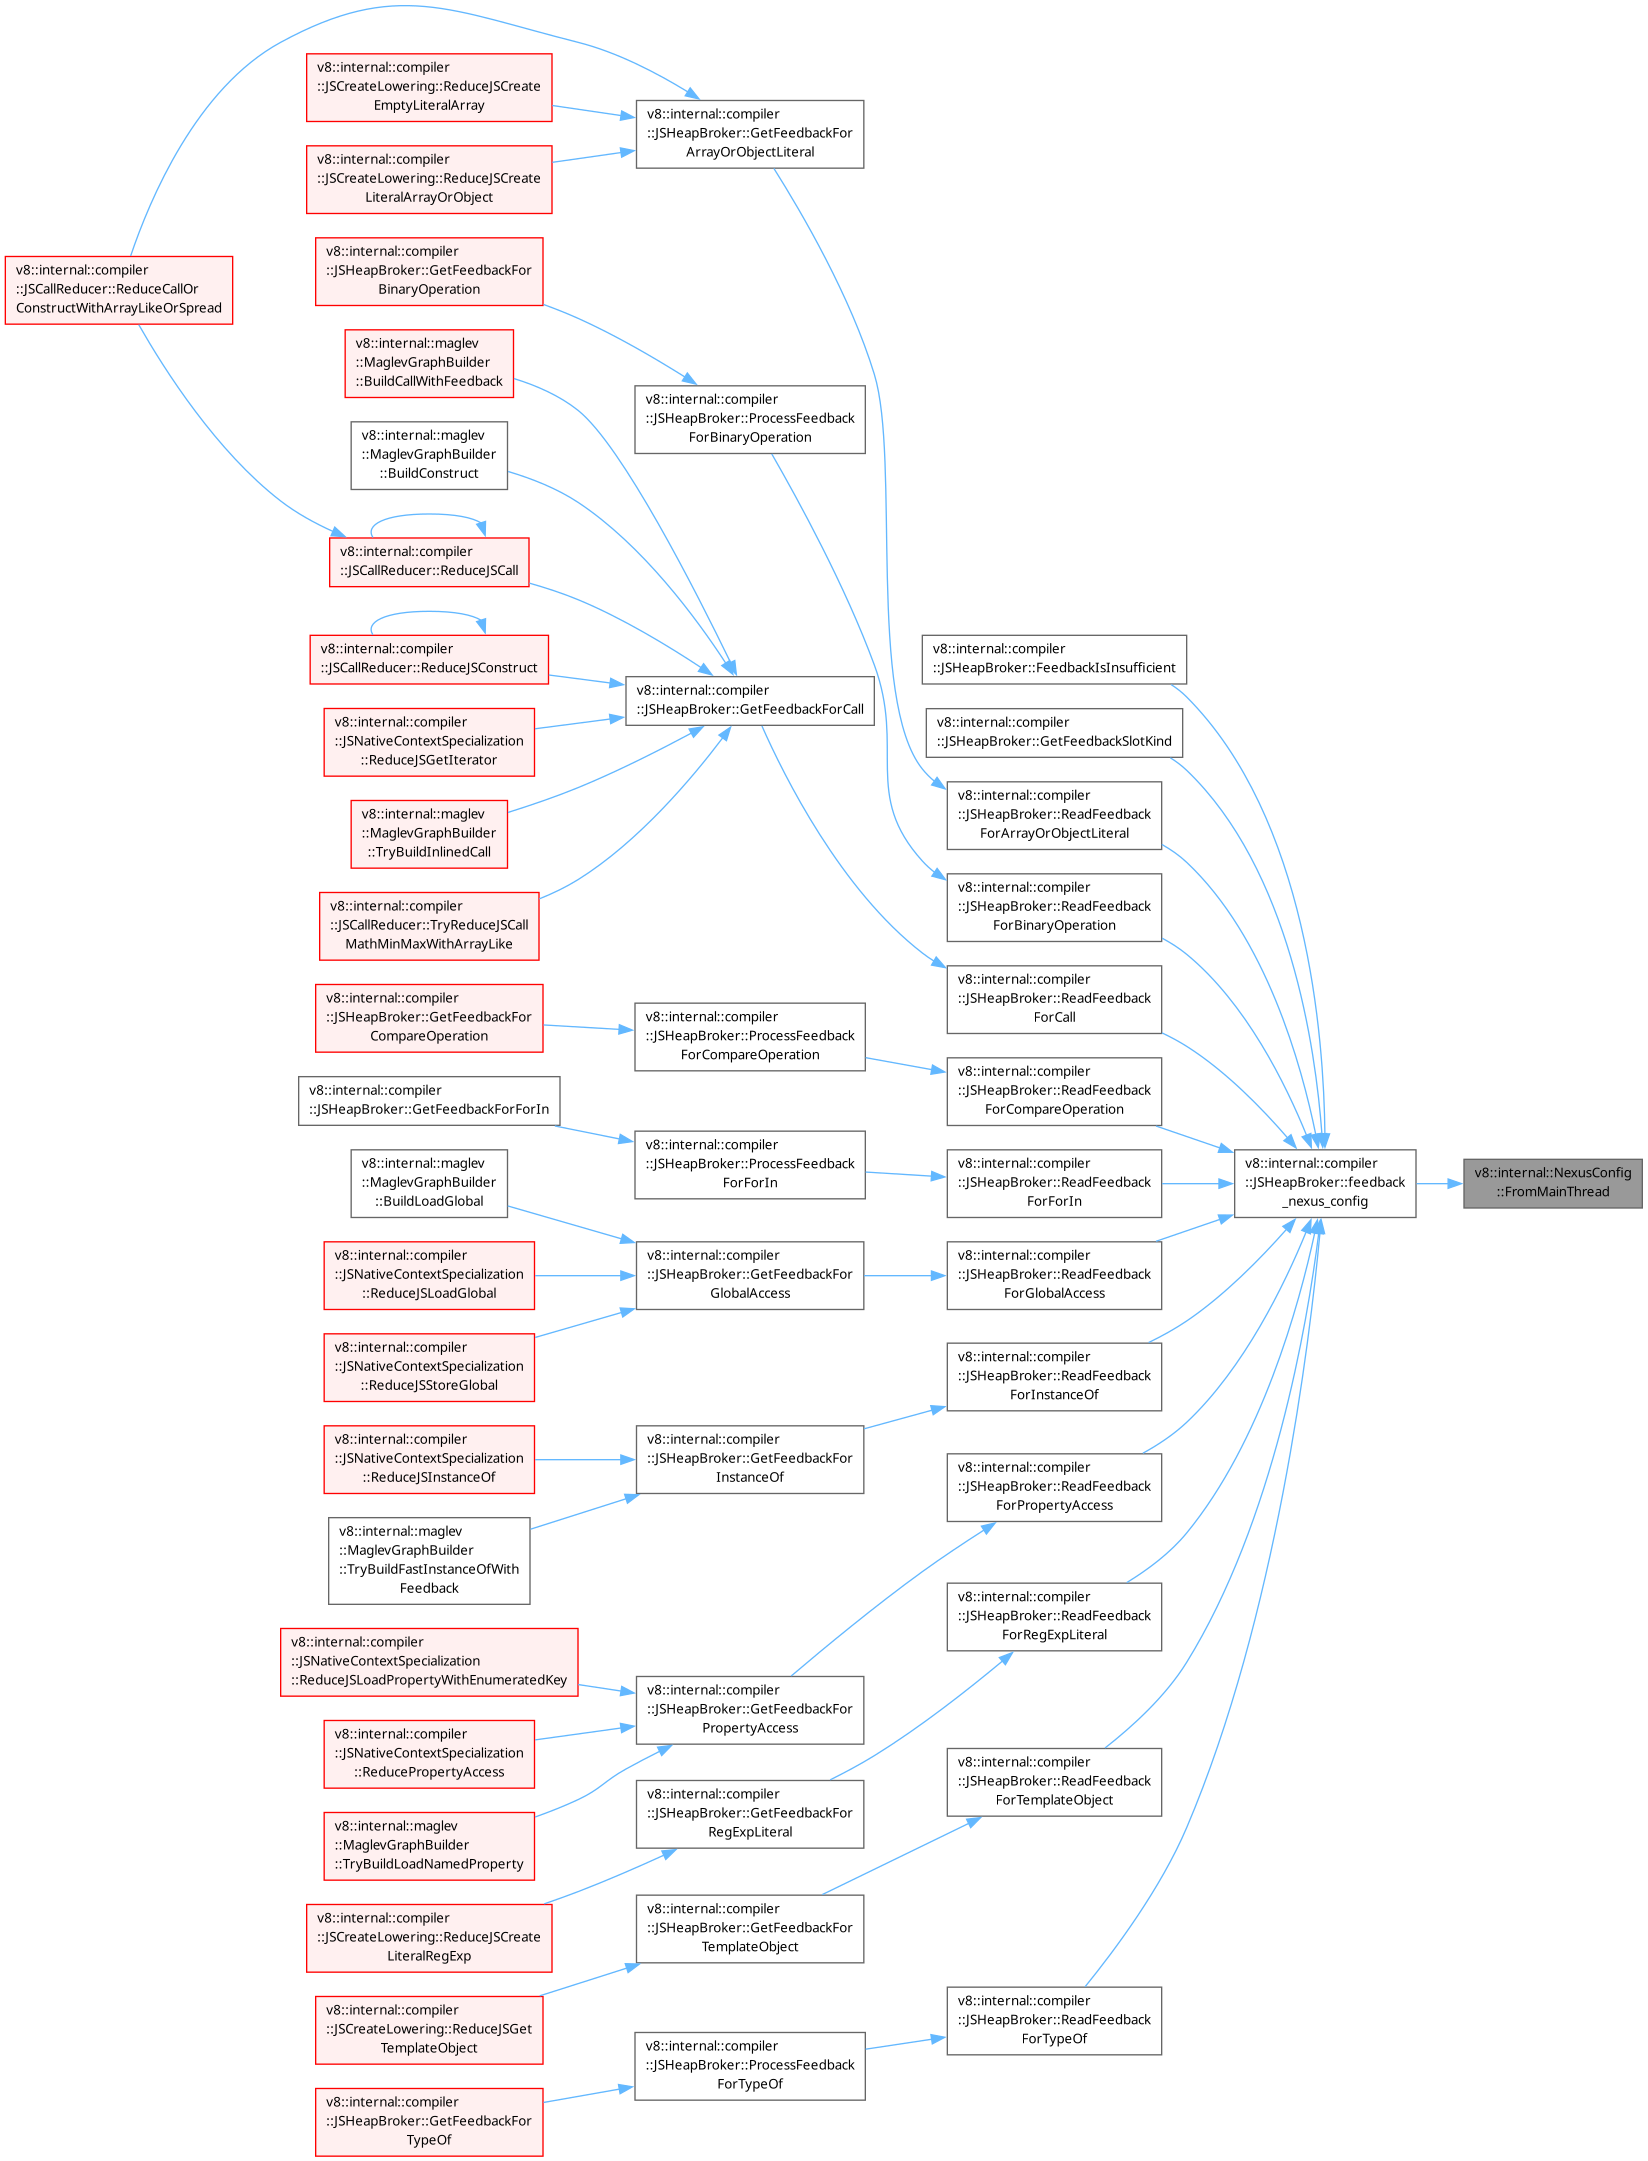 v8::internal::compiler
::JSCreateLowering::ReduceJSCreate
EmptyLiteralArray
v8::internal::compiler
::JSCreateLowering::ReduceJSCreate
LiteralArrayOrObject
v8::internal::compiler
::JSHeapBroker::GetFeedbackFor
ArrayOrObjectLiteral
v8::internal::compiler
::JSCallReducer::ReduceCallOr
ConstructWithArrayLikeOrSpread
v8::internal::compiler
::JSHeapBroker::GetFeedbackFor
BinaryOperation
v8::internal::maglev
::MaglevGraphBuilder
::BuildCallWithFeedback
v8::internal::maglev
::MaglevGraphBuilder
::BuildConstruct
v8::internal::compiler
::JSHeapBroker::ProcessFeedback
ForBinaryOperation
v8::internal::compiler
::JSCallReducer::ReduceJSCall
v8::internal::compiler
::JSCallReducer::ReduceJSConstruct
v8::internal::compiler
::JSNativeContextSpecialization
::ReduceJSGetIterator
v8::internal::maglev
::MaglevGraphBuilder
::TryBuildInlinedCall
v8::internal::compiler
::JSCallReducer::TryReduceJSCall
MathMinMaxWithArrayLike
v8::internal::compiler
::JSHeapBroker::GetFeedbackForCall
v8::internal::compiler
::JSHeapBroker::FeedbackIsInsufficient
v8::internal::compiler
::JSHeapBroker::GetFeedbackSlotKind
v8::internal::compiler
::JSHeapBroker::ReadFeedback
ForArrayOrObjectLiteral
v8::internal::compiler
::JSHeapBroker::ReadFeedback
ForBinaryOperation
v8::internal::compiler
::JSHeapBroker::ReadFeedback
ForCall
v8::internal::compiler
::JSHeapBroker::GetFeedbackFor
CompareOperation
v8::internal::compiler
::JSHeapBroker::ProcessFeedback
ForCompareOperation
v8::internal::compiler
::JSHeapBroker::ReadFeedback
ForCompareOperation
v8::internal::compiler
::JSHeapBroker::GetFeedbackForForIn
v8::internal::compiler
::JSHeapBroker::ProcessFeedback
ForForIn
v8::internal::compiler
::JSHeapBroker::ReadFeedback
ForForIn
v8::internal::compiler
::JSHeapBroker::feedback
_nexus_config
v8::internal::NexusConfig
::FromMainThread
v8::internal::maglev
::MaglevGraphBuilder
::BuildLoadGlobal
v8::internal::compiler
::JSNativeContextSpecialization
::ReduceJSLoadGlobal
v8::internal::compiler
::JSNativeContextSpecialization
::ReduceJSStoreGlobal
v8::internal::compiler
::JSHeapBroker::GetFeedbackFor
GlobalAccess
v8::internal::compiler
::JSHeapBroker::ReadFeedback
ForGlobalAccess
v8::internal::compiler
::JSHeapBroker::ReadFeedback
ForInstanceOf
v8::internal::compiler
::JSNativeContextSpecialization
::ReduceJSInstanceOf
v8::internal::compiler
::JSHeapBroker::GetFeedbackFor
InstanceOf
v8::internal::compiler
::JSHeapBroker::ReadFeedback
ForPropertyAccess
v8::internal::maglev
::MaglevGraphBuilder
::TryBuildFastInstanceOfWith
Feedback
v8::internal::compiler
::JSHeapBroker::ReadFeedback
ForRegExpLiteral
v8::internal::compiler
::JSNativeContextSpecialization
::ReduceJSLoadPropertyWithEnumeratedKey
v8::internal::compiler
::JSHeapBroker::GetFeedbackFor
PropertyAccess
v8::internal::compiler
::JSNativeContextSpecialization
::ReducePropertyAccess
v8::internal::compiler
::JSHeapBroker::GetFeedbackFor
RegExpLiteral
v8::internal::compiler
::JSHeapBroker::ReadFeedback
ForTemplateObject
v8::internal::maglev
::MaglevGraphBuilder
::TryBuildLoadNamedProperty
v8::internal::compiler
::JSCreateLowering::ReduceJSCreate
LiteralRegExp
v8::internal::compiler
::JSHeapBroker::GetFeedbackFor
TemplateObject
v8::internal::compiler
::JSCreateLowering::ReduceJSGet
TemplateObject
v8::internal::compiler
::JSHeapBroker::ReadFeedback
ForTypeOf
v8::internal::compiler
::JSHeapBroker::ProcessFeedback
ForTypeOf
v8::internal::compiler
::JSHeapBroker::GetFeedbackFor
TypeOf